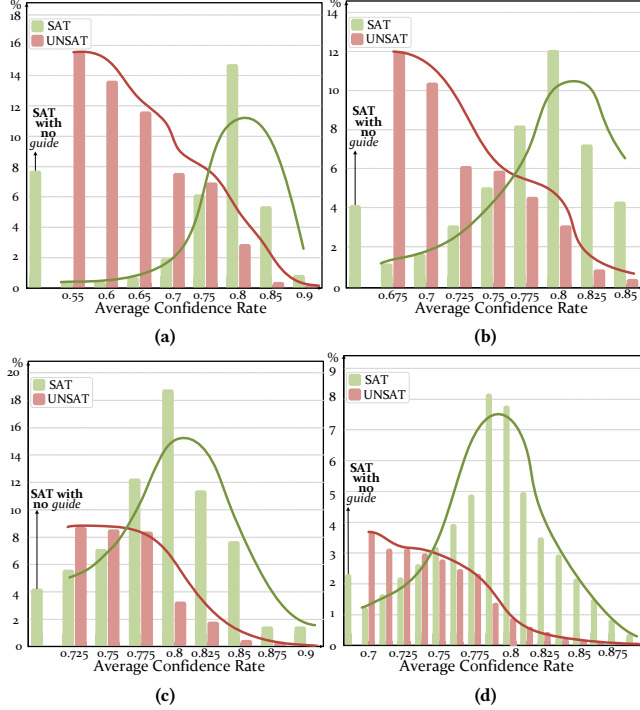 %
18
16
14
12
10
8
6
4
2
0
SAT
UNSAT
SAT
with
no
guide
0.55 0.6 0.65 0.7 0.75 0.8 0.85 0.9
Average Confidence Rate
(a)
%
14
12
10
8
6
4
2
0
SAT
UNSAT
SAT
with
no
guide
0.675 0.7 0.725 0.75 0.775 0.8 0.825 0.85
Average Confidence Rate
(b)
%
20
18
16
14
12
10
8
6
4
2
0
SAT
UNSAT
SAT with
no guide
0.725 0.75 0.775 0.8 0.825 0.85 0.875 0.9
Average Confidence Rate
(c)
%
9
8
7
6
5
4
3
2
1
0
SAT
UNSAT
SAT with
no
guide
0.7 0.725 0.75 0.775 0.8 0.825 0.85 0.875
Average Confidence Rate
(d)